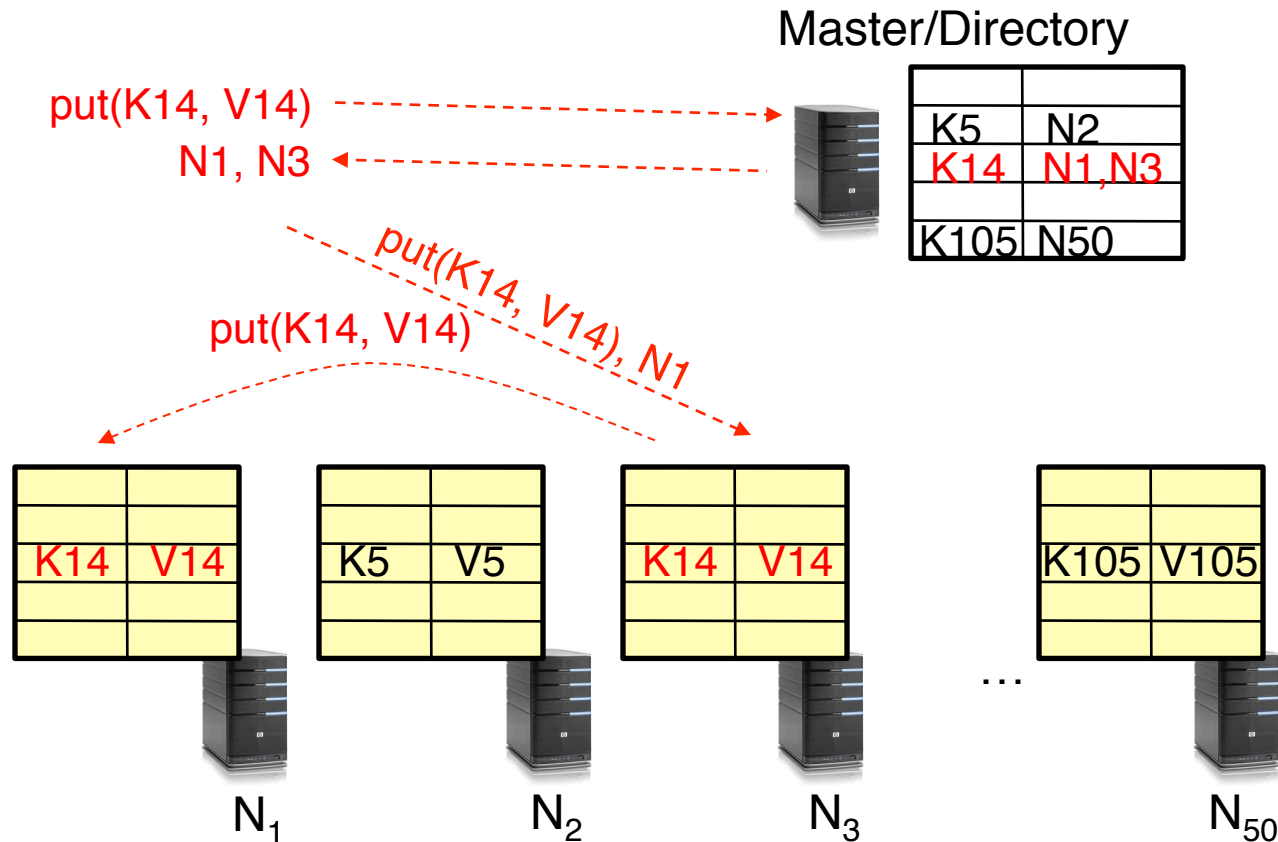 Master/Directory
put(K14, V14)
N1, N3
K5 N2
K14 N1,N3
K105 N50
put(K14, V14), N1
put(K14, V14)
K14 V14
K5 V5
K14 V14
K105 V105
...
N1
N2
N3
N50